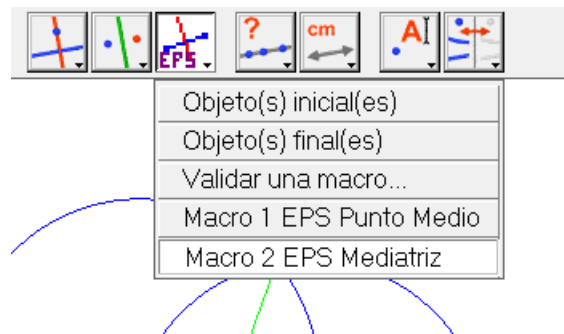 EPS.
?
cm
A
Objeto(s) inicial(es)
Objeto(s) final(es)
Validar una macro...
Macro 1 EPS Punto Medio
Macro 2 EPS Mediatriz